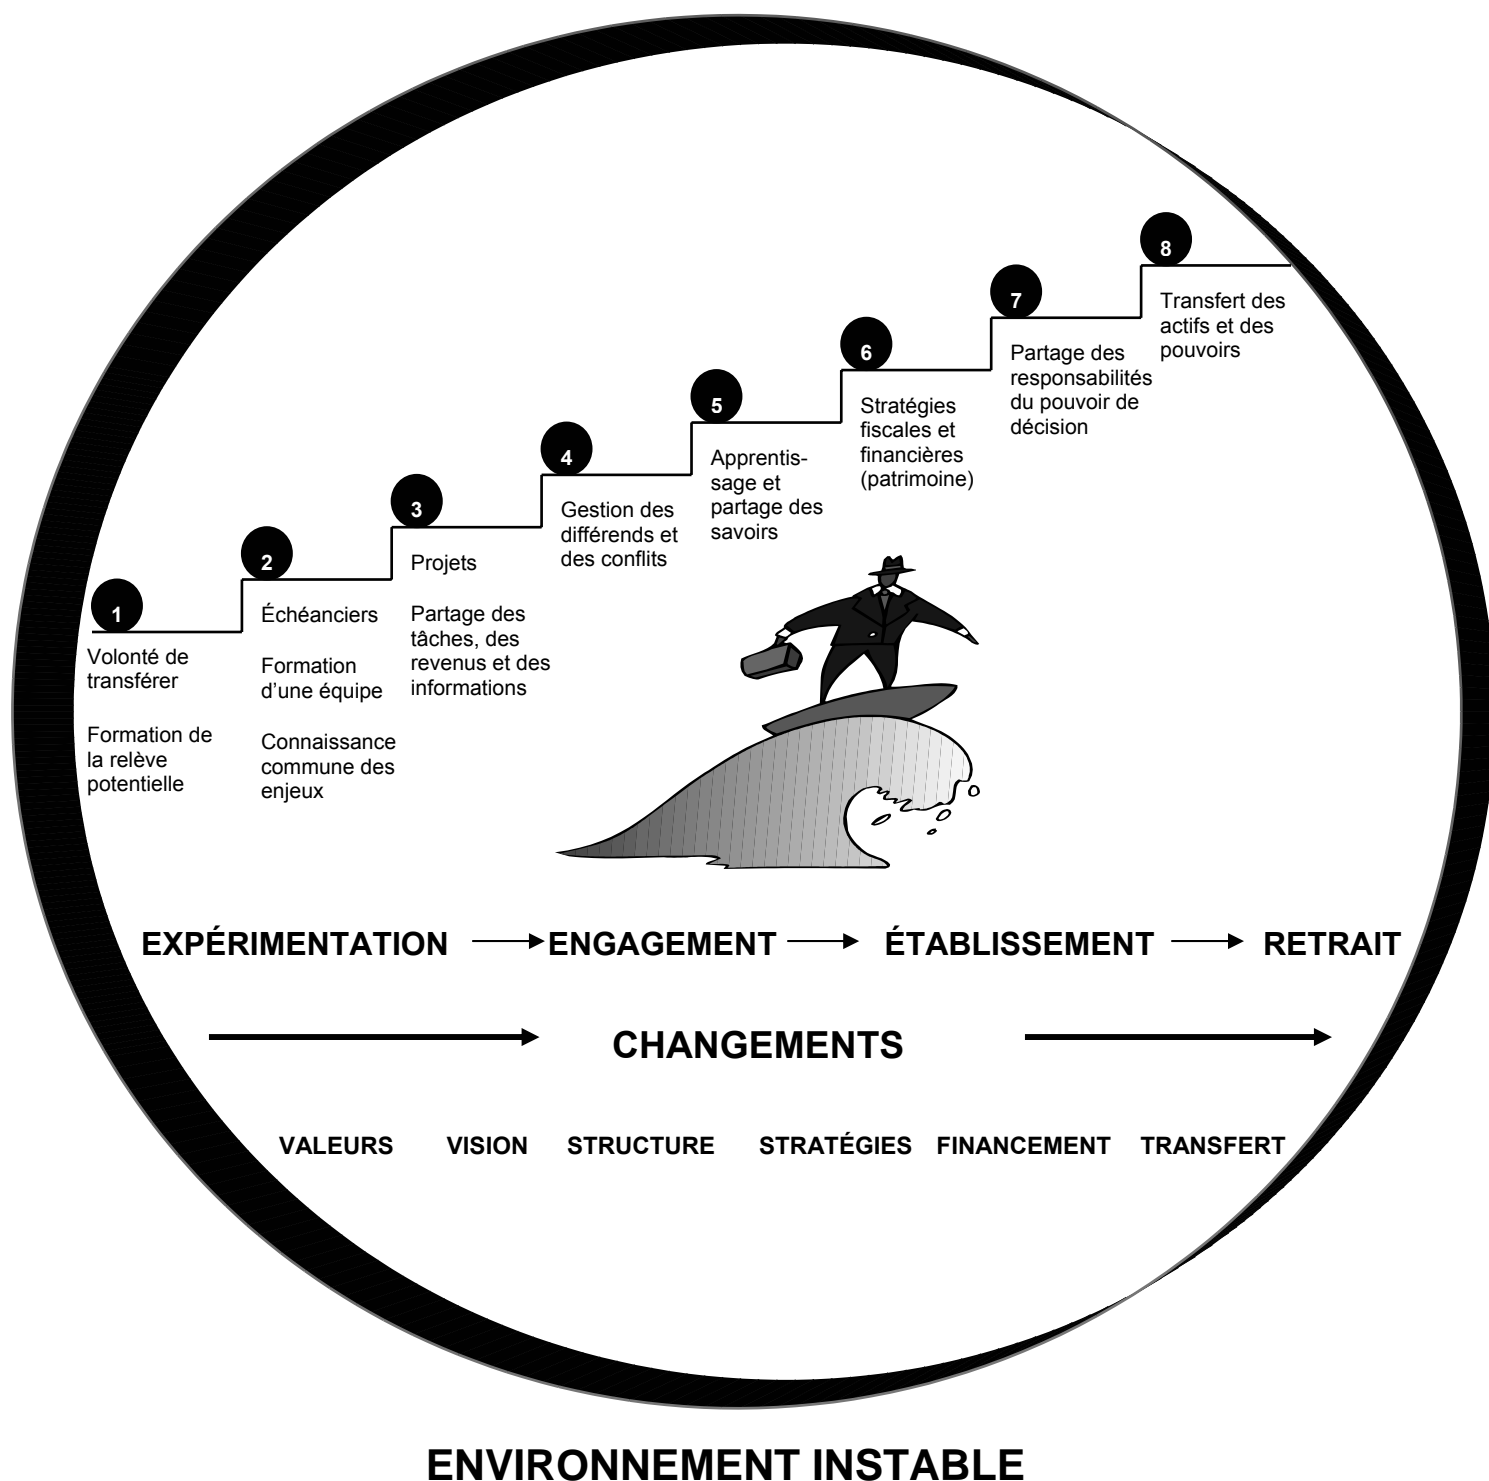 1
Volonté de
transférer
Formation de
la relève
potentielle
2
Échéanciers
Formation
d’une équipe
Connaissance
commune des
enjeux
3
Projets
Partage des
tâches, des
revenus et des
informations
4
Gestion des
différends et
des conflits
5
Apprentis-
sage et
partage des
savoirs
6
Stratégies
fiscales et
financières
(patrimoine)
7
Partage des
responsabilités
du pouvoir de
décision
8
Transfert des
actifs et des
pouvoirs
EXPÉRIMENTATION ENGAGEMENT ÉTABLISSEMENT RETRAIT
CHANGEMENTS
VALEURS VISION STRUCTURE STRATÉGIES FINANCEMENT TRANSFERT
ENVIRONNEMENT INSTABLE